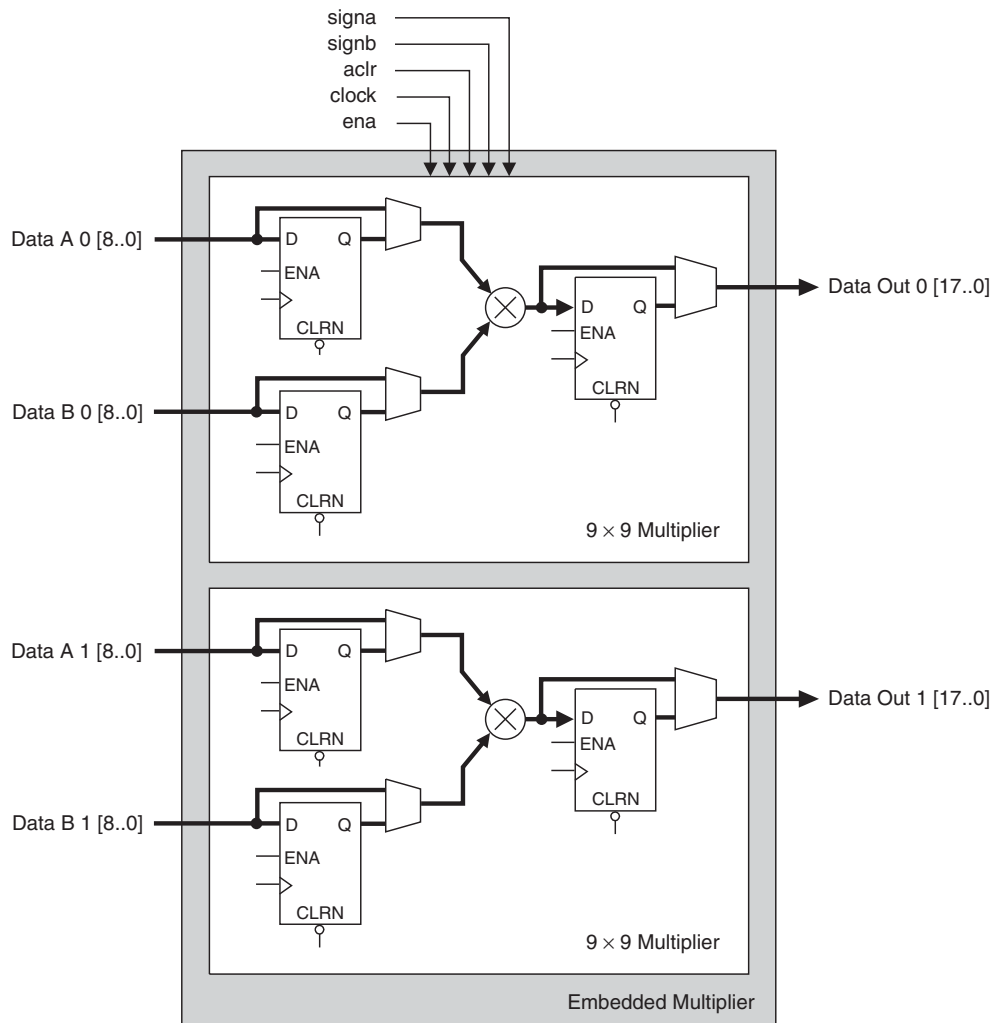 signa
signb
aclr
clock
ena
Data A 0 [8..0]
D Q
ENA
CLRN
Data B 0 [8..0]
D Q
ENA
CLRN
D Q
ENA
CLRN
Data Out 0 [17..0]
9 × 9 Multiplier
Data A 1 [8..0]
D Q
ENA
CLRN
Data B 1 [8..0]
D Q
ENA
CLRN
D Q
ENA
CLRN
Data Out 1 [17..0]
9 × 9 Multiplier
Embedded Multiplier